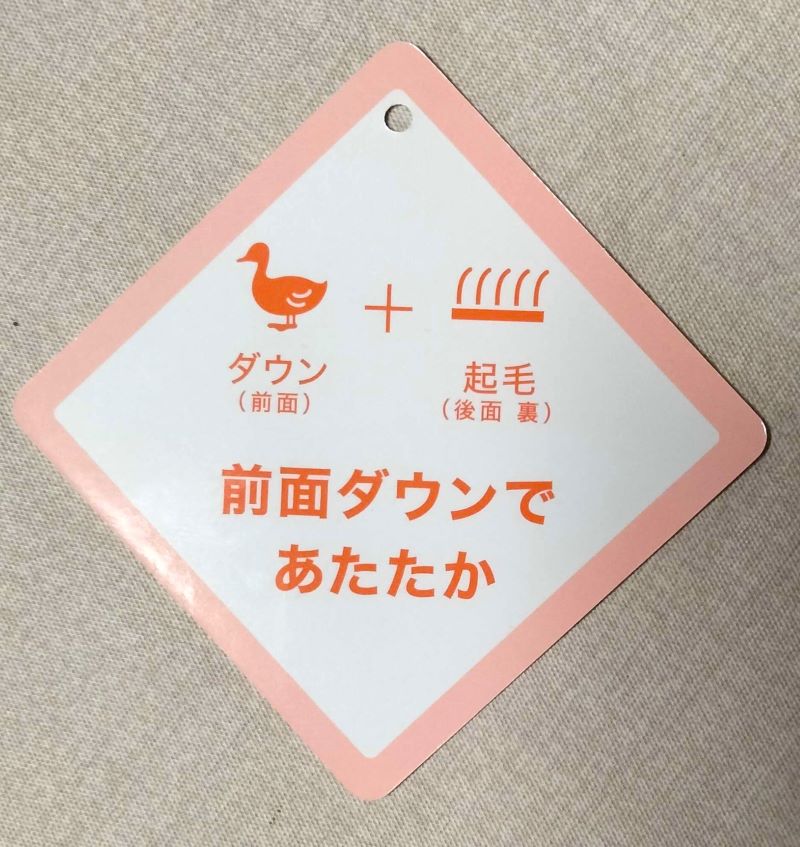 ダウン
（前面）
＋
起毛
（後面 裏）
前面ダウンで
あたたか